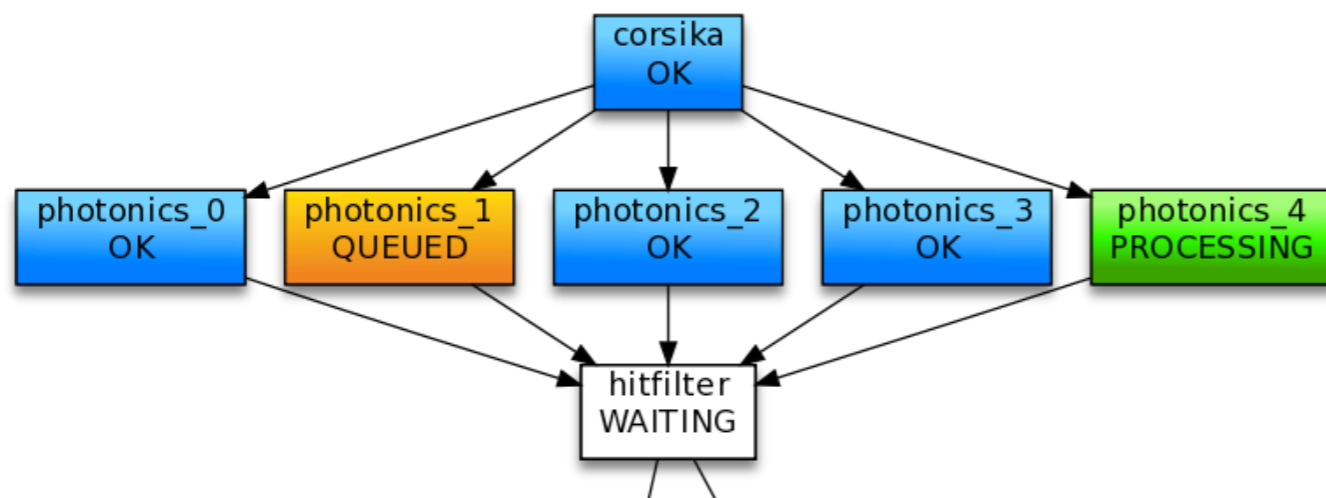 corsika
OK
photonics_0
OK
photonics_1
QUEUED
photonics_2
OK
photonics_3
OK
photonics_4
PROCESSING
hitfilter
WAITING